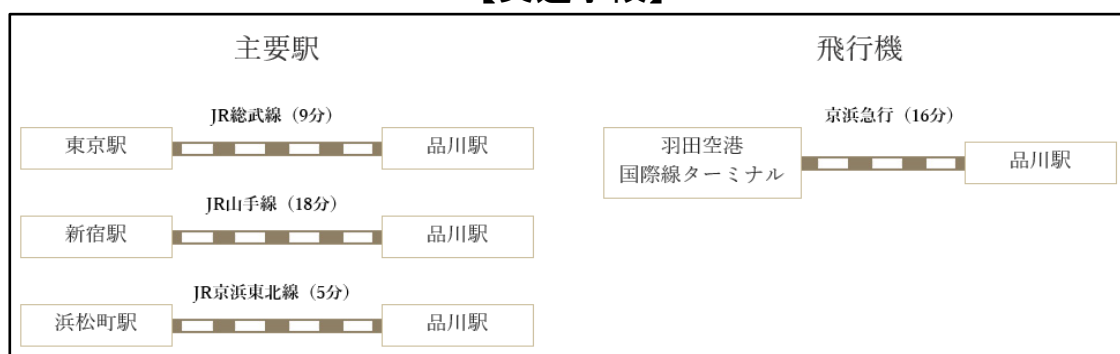 主要駅
JR総武線（9分）
東京駅
品川駅
JR山手線（18分）
新宿駅
品川駅
JR京浜東北線（5分）
浜松町駅
品川駅
飛行機
京浜急行（16分）
羽田空港
国際線ターミナル
品川駅